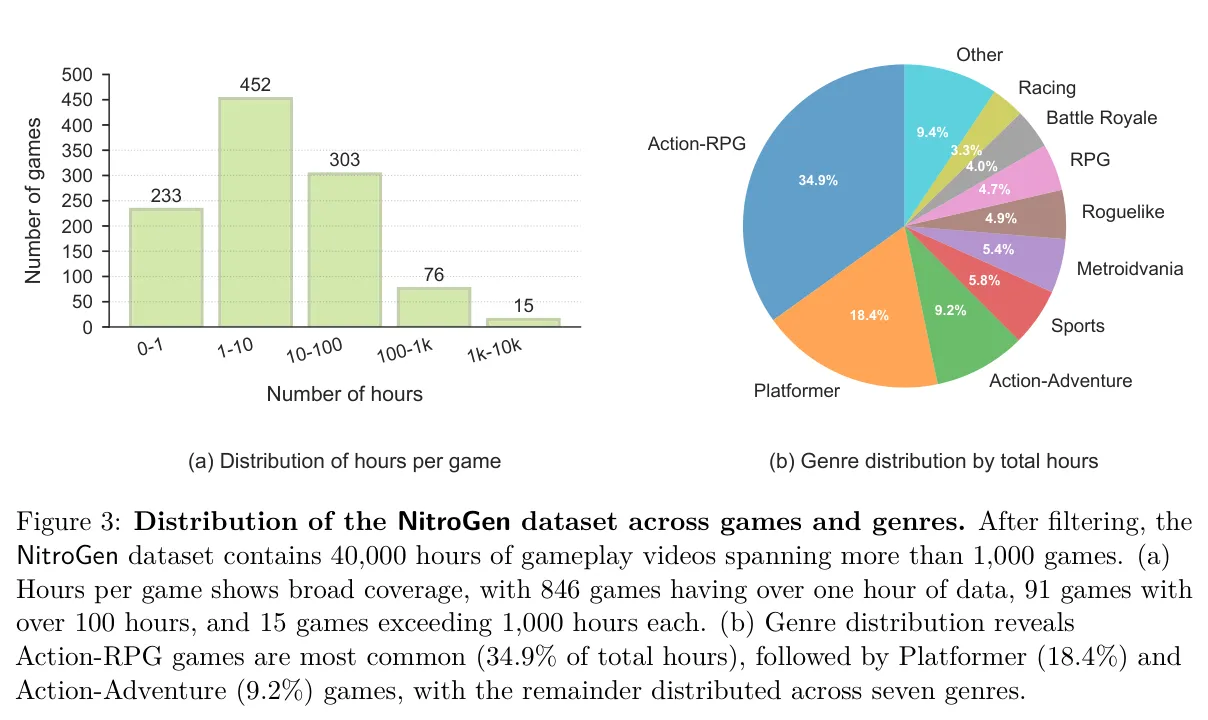 500
450
400
350
300
250
200
150
100
50
0
Number of games
233
452
303
76
15
0-1
1-10
10-100
100-1k
1k-10k
Number of hours
(a) Distribution of hours per game
Other
Racing
Battle Royale
RPG
Roguelike
Metroidvania
Sports
Action-Adventure
Platformer
Action-RPG
9.4%
3.3%
4.0%
4.7%
4.9%
5.4%
5.8%
9.2%
18.4%
34.9%
(b) Genre distribution by total hours
Figure 3: Distribution of the NitroGen dataset across games and genres. After filtering, the
NitroGen dataset contains 40,000 hours of gameplay videos spanning more than 1,000 games. (a)
Hours per game shows broad coverage, with 846 games having over one hour of data, 91 games with
over 100 hours, and 15 games exceeding 1,000 hours each. (b) Genre distribution reveals
Action-RPG games are most common (34.9% of total hours), followed by Platformer (18.4%) and
Action-Adventure (9.2%) games, with the remainder distributed across seven genres.